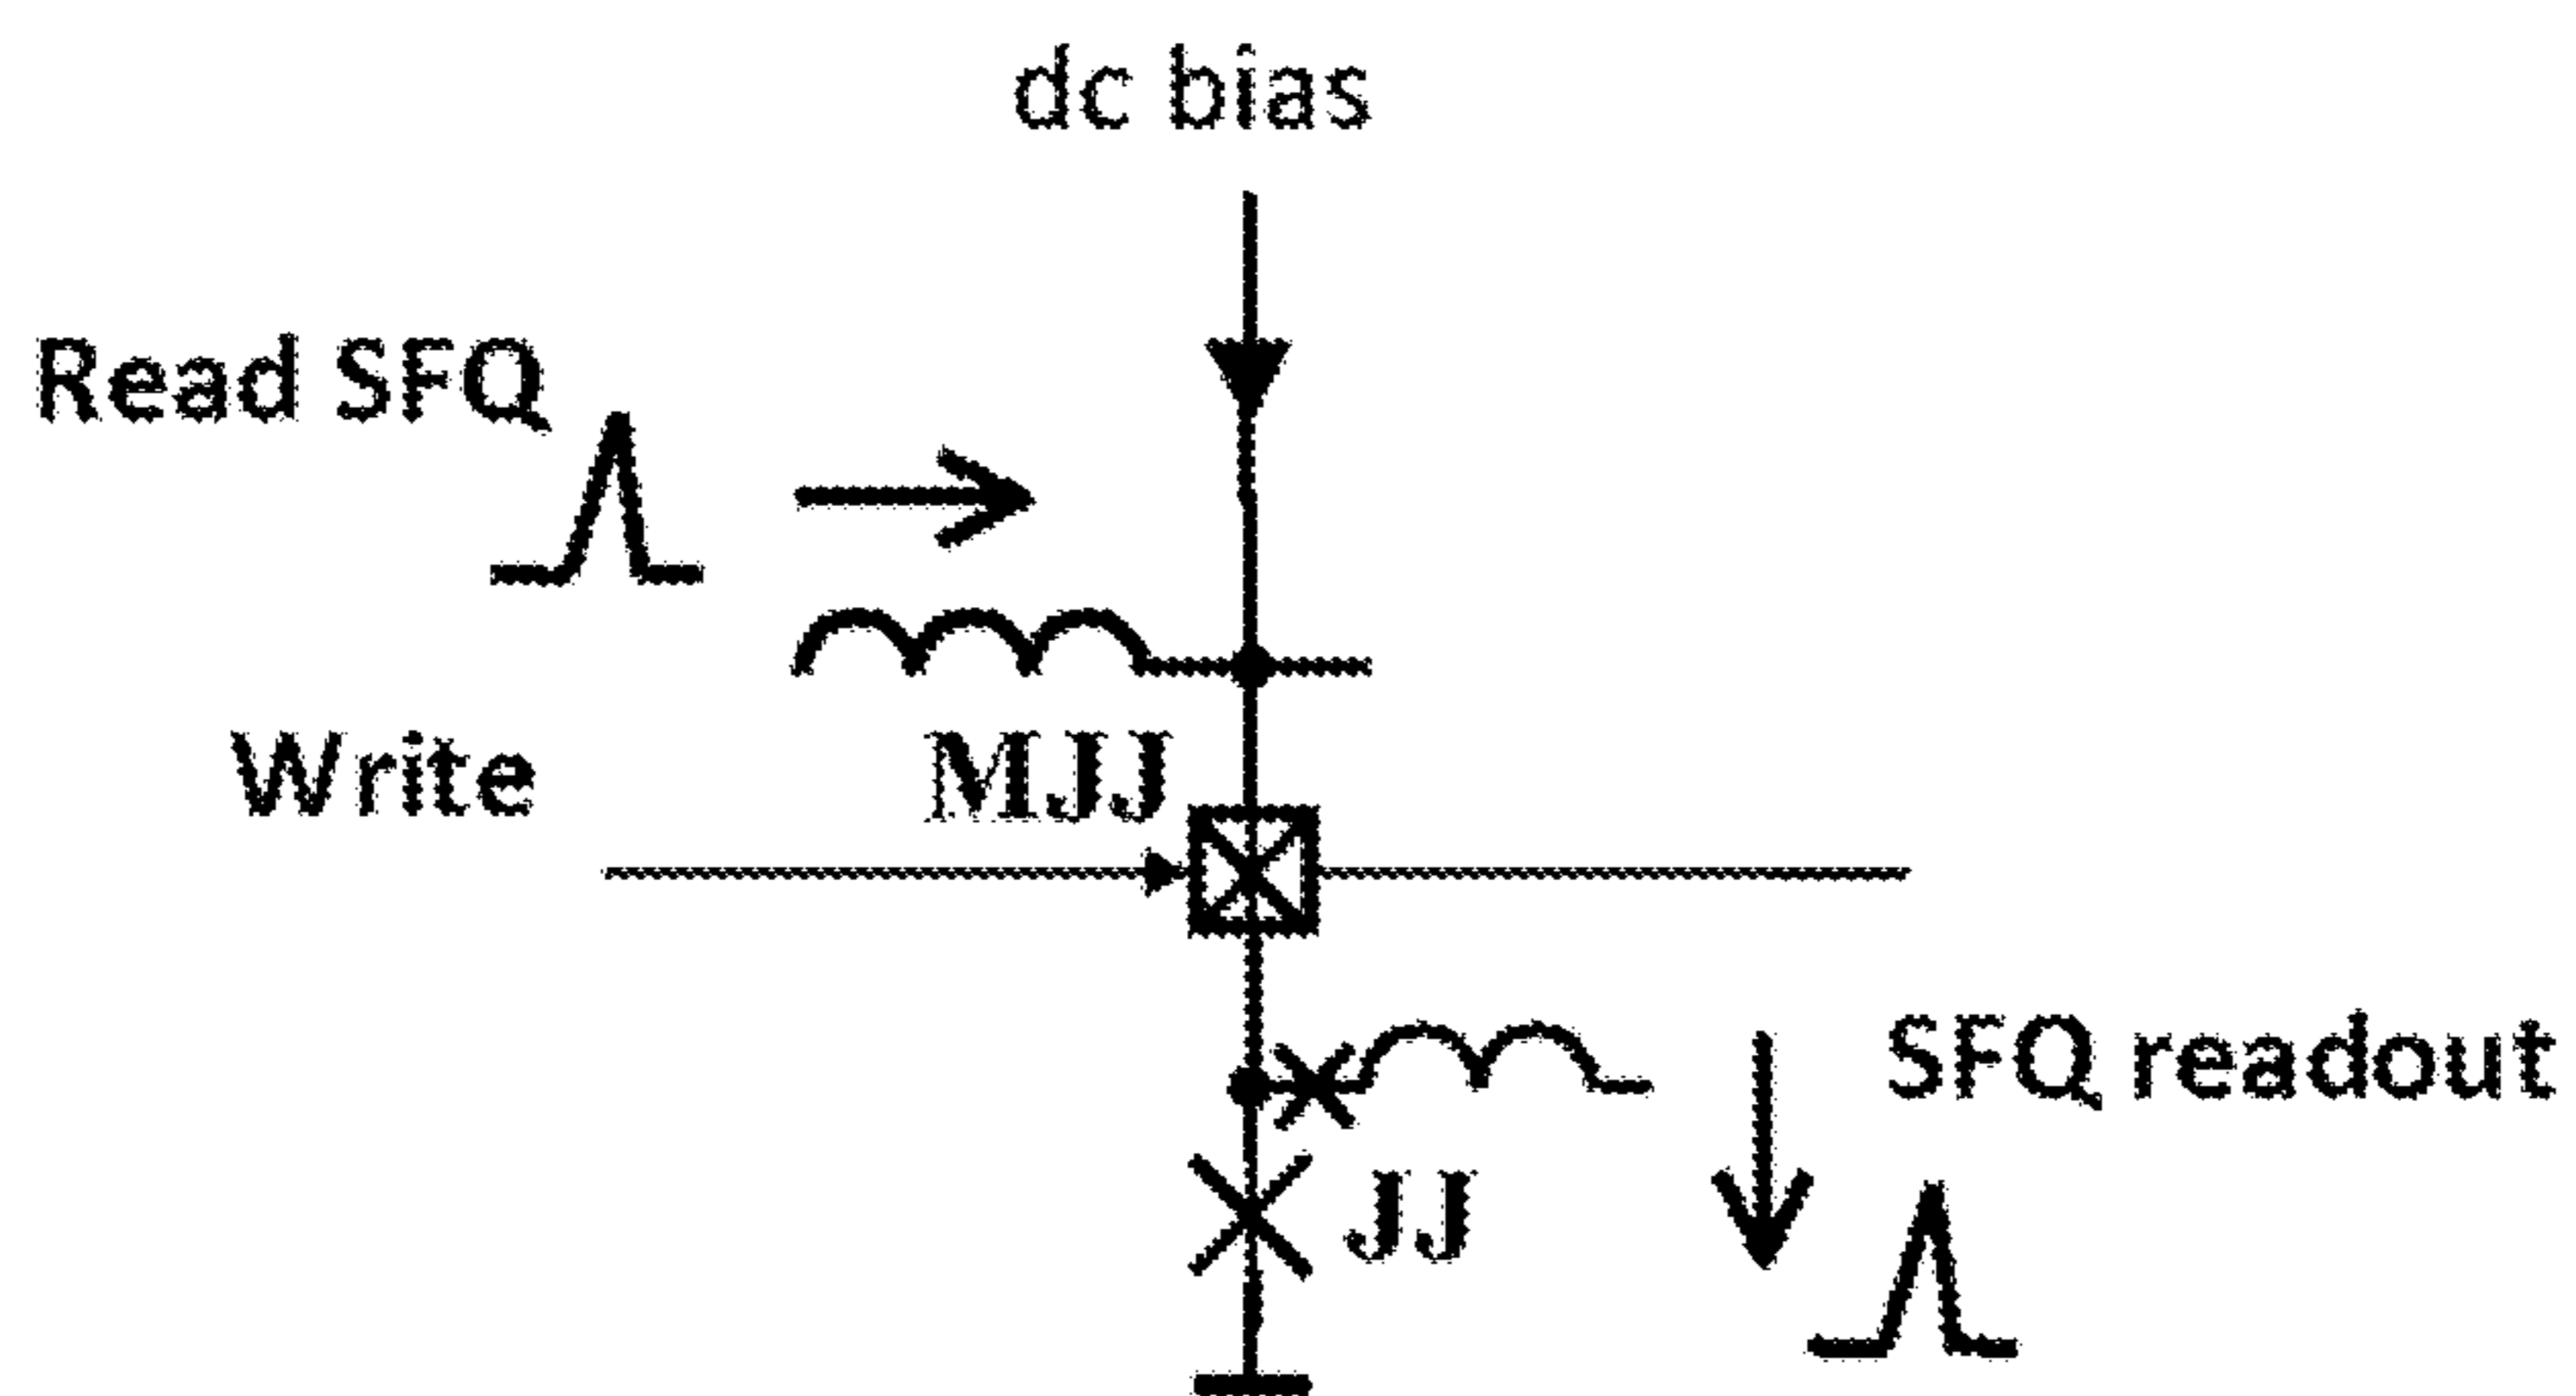 dc bias
Read SFQ
Write
MJJ
SFQ readout
JJ